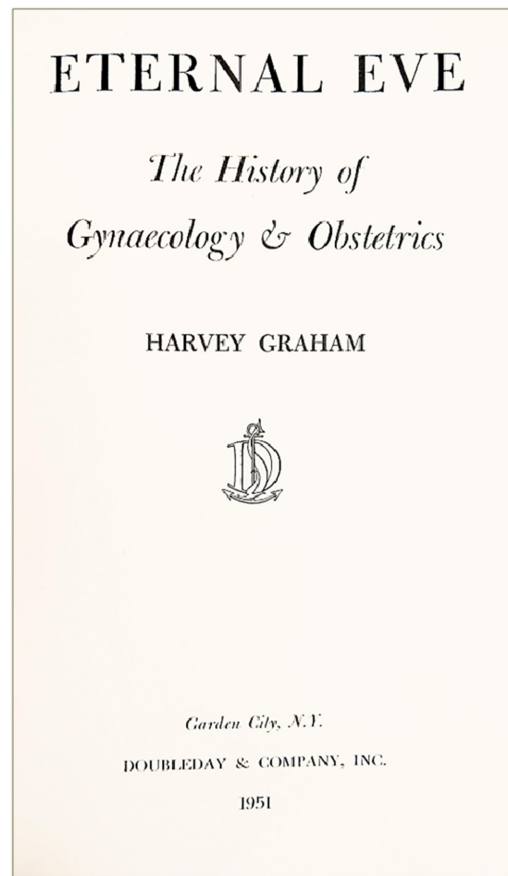 ETERNAL EVE
The History of
Gynaecology & Obstetrics
HARVEY GRAHAM
D
Garden City, N.Y.
DOUBLEDAY & COMPANY, INC.
1951